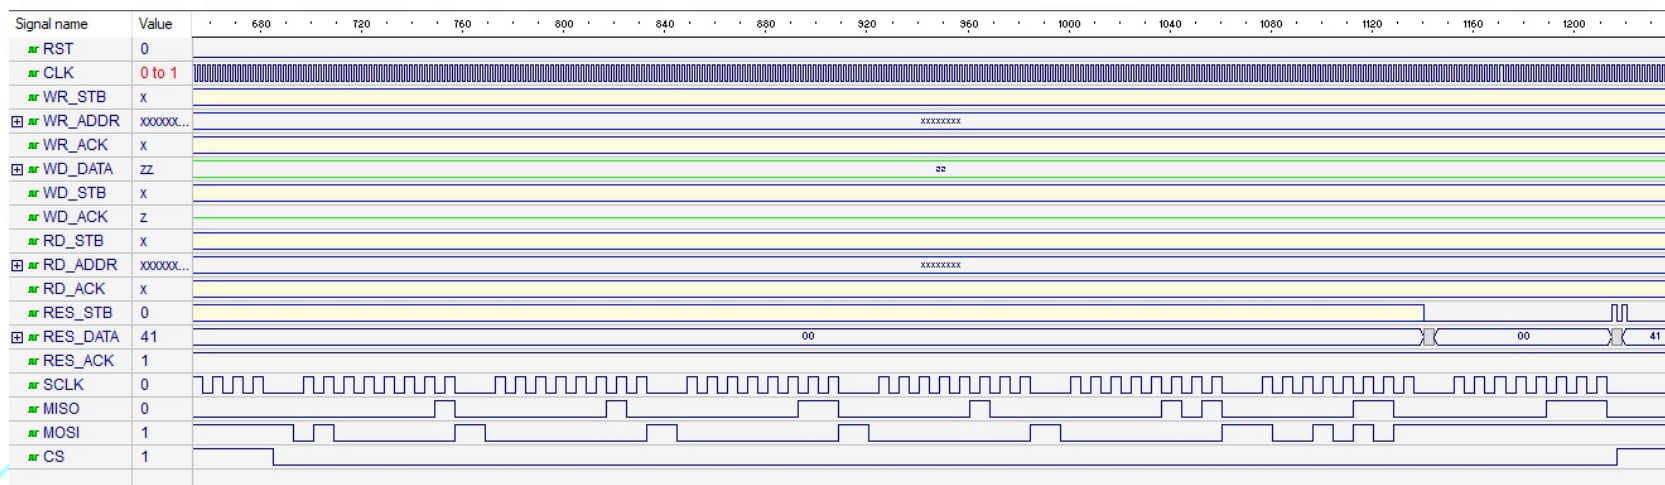 Signal name Value 680 720 760 800 840 880 920 960 1000 1040 1080 1120 1160 1200
RST 0
CLK 0 to 1
WR_STB x
WR_ADDR xxxxxx... xxxxxxxx
WR_ACK x
WD_DATA zz zz
WD_STB x
WD_ACK z
RD_STB x
RD_ADDR xxxxxx... xxxxxxxx
RD_ACK x
RES_STB 0
RES_DATA 41 00 00 41
RES_ACK 1
SCLK 0
MISO 0
MOSI 1
CS 1